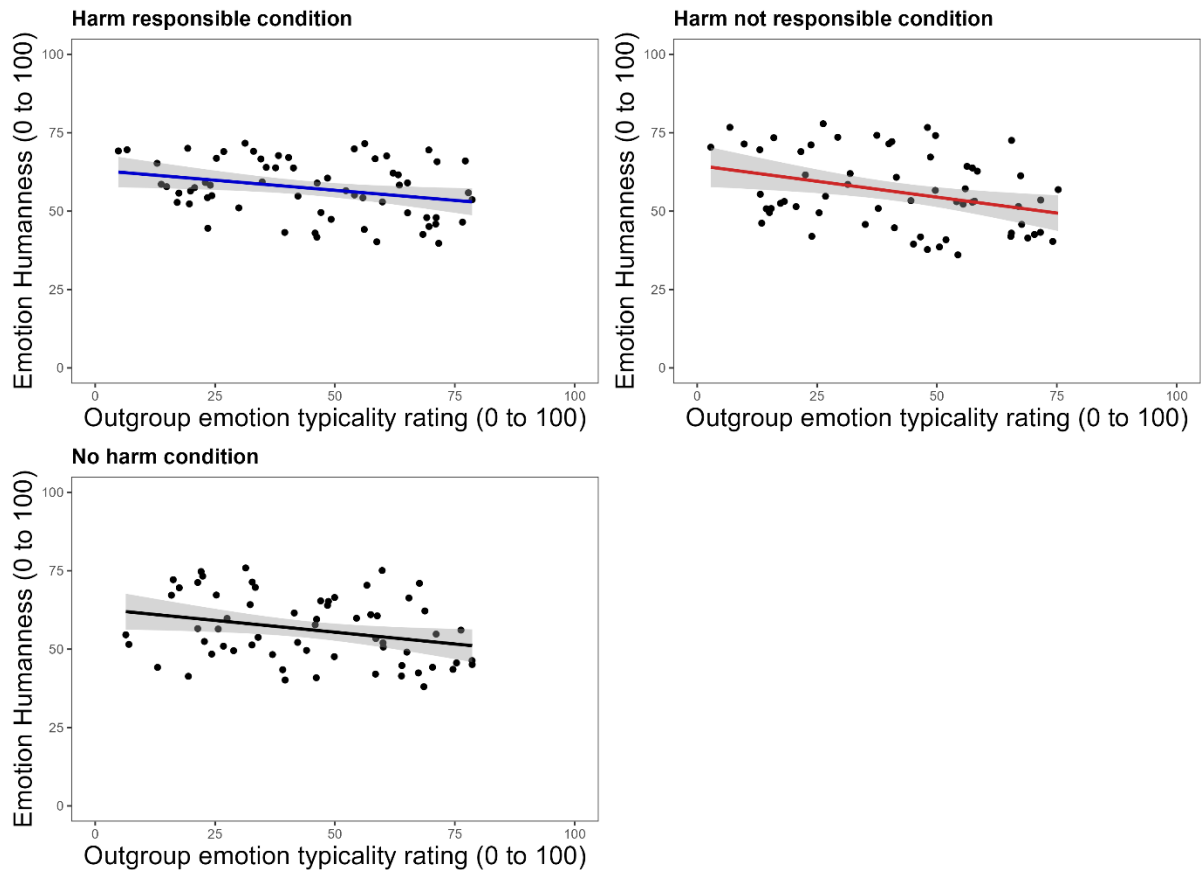 Harm responsible condition
Emotion Humanness (0 to 100)
100
75
50
25
0
0 25 50 75 100
Outgroup emotion typicality rating (0 to 100)
Harm not responsible condition
Emotion Humanness (0 to 100)
100
75
50
25
0
0 25 50 75 100
Outgroup emotion typicality rating (0 to 100)
No harm condition
Emotion Humanness (0 to 100)
100
75
50
25
0
0 25 50 75 100
Outgroup emotion typicality rating (0 to 100)